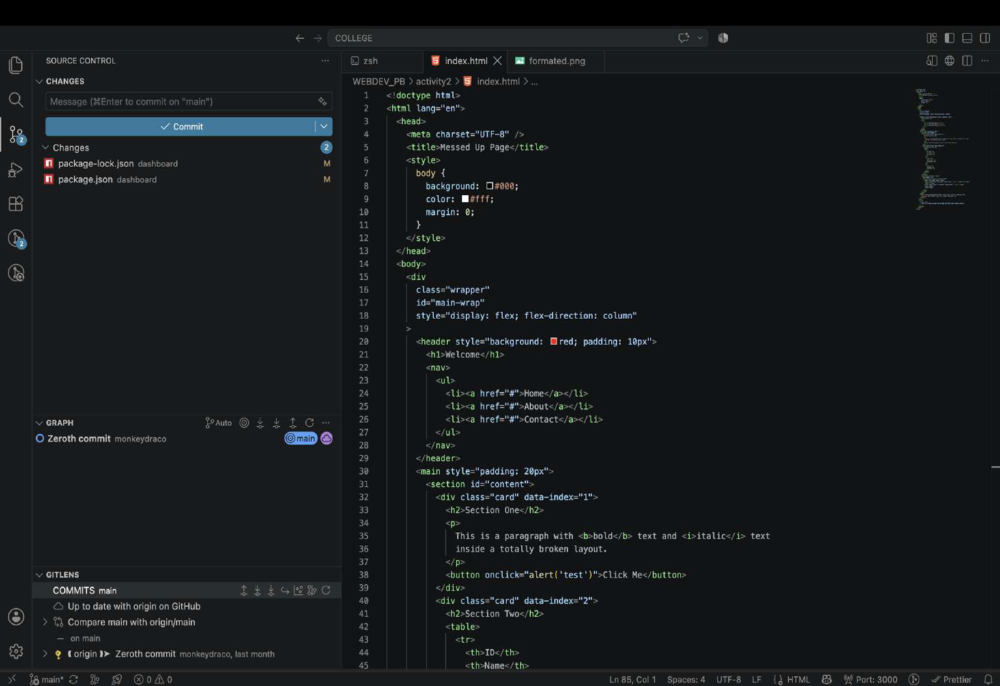 COLLEGE
SOURCE CONTROL
CHANGES
Message (⌘Enter to commit on "main")
Commit
Changes 2
package-lock.json dashboard M
package.json dashboard M
2
2
GRAPH Auto
Zeroth commit monkeydraco main
GITLENS
COMMITS main
Up to date with origin on GitHub
Compare main with origin/main
— on main
origin Zeroth commit monkeydraco, last month
zsh index.html formated.png
WEBDEV_PB > activity2 > index.html > ...
1 <!doctype html>
2 <html lang="en">
3 <head>
4 <meta charset="UTF-8" />
5 <title>Messed Up Page</title>
6 <style>
7 body {
8 background: #000;
9 color: #fff;
10 margin: 0;
11 }
12 </style>
13 </head>
14 <body>
15 <div
16 class="wrapper"
17 id="main-wrap"
18 style="display: flex; flex-direction: column"
19 >
20 <header style="background: red; padding: 10px">
21 <h1>Welcome</h1>
22 <nav>
23 <ul>
24 <li><a href="#">Home</a></li>
25 <li><a href="#">About</a></li>
26 <li><a href="#">Contact</a></li>
27 </ul>
28 </nav>
29 </header>
30 <main style="padding: 20px">
31 <section id="content">
32 <div class="card" data-index="1">
33 <h2>Section One</h2>
34 <p>
35 This is a paragraph with <b>bold</b> text and <i>italic</i> text
36 inside a totally broken layout.
37 </p>
38 <button onclick="alert('test')">Click Me</button>
39 </div>
40 <div class="card" data-index="2">
41 <h2>Section Two</h2>
42 <table>
43 <tr>
44 <th>ID</th>
45 <th>Name</th>
main* 0 0 Ln 85, Col 1 Spaces: 4 UTF-8 LF { } HTML Port: 3000 Prettier